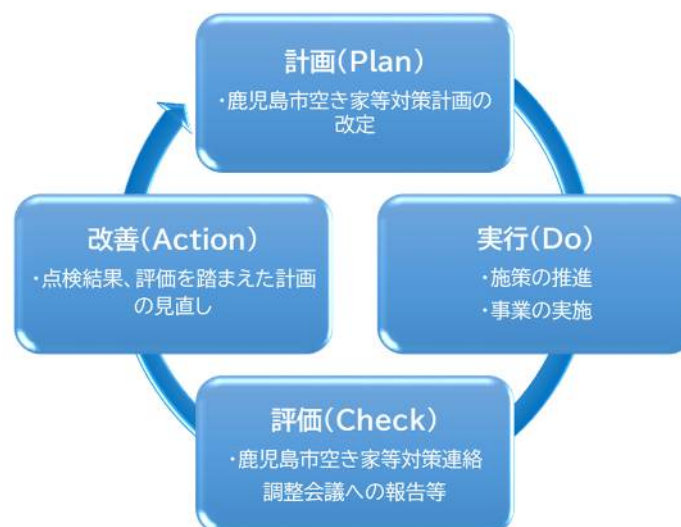 計画(Plan)
・鹿児島市空き家等対策計画の
改定
実行(Do)
・施策の推進
・事業の実施
評価(Check)
・鹿児島市空き家等対策連絡
調整会議への報告等
改善(Action)
・点検結果、評価を踏まえた計画
の見直し